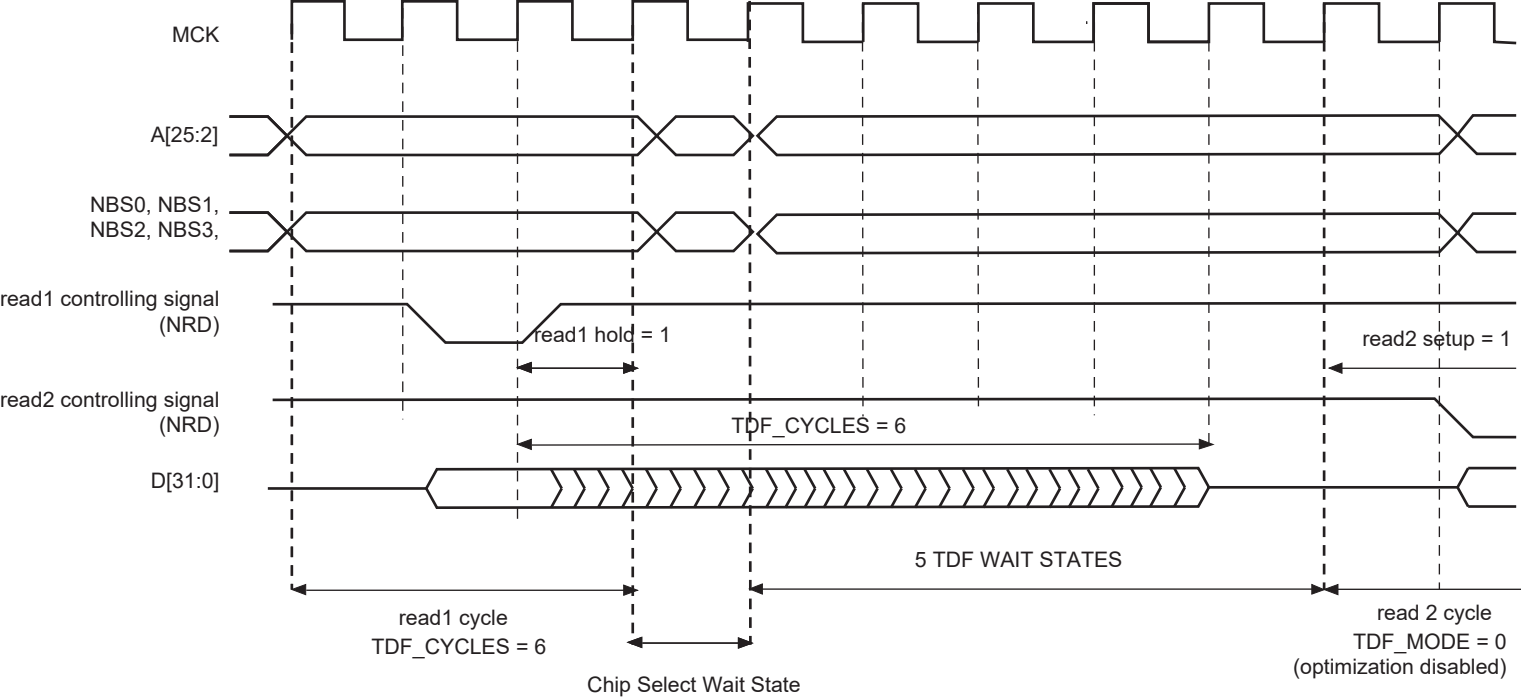 MCK
A[25:2]
NBS0, NBS1,
NBS2, NBS3,
read1 controlling signal
(NRD)
read1 hold = 1
read2 setup = 1
read2 controlling signal
(NRD)
TDF_CYCLES = 6
D[31:0]
5 TDF WAIT STATES
read1 cycle
TDF_CYCLES = 6
Chip Select Wait State
read 2 cycle
TDF_MODE = 0
(optimization disabled)